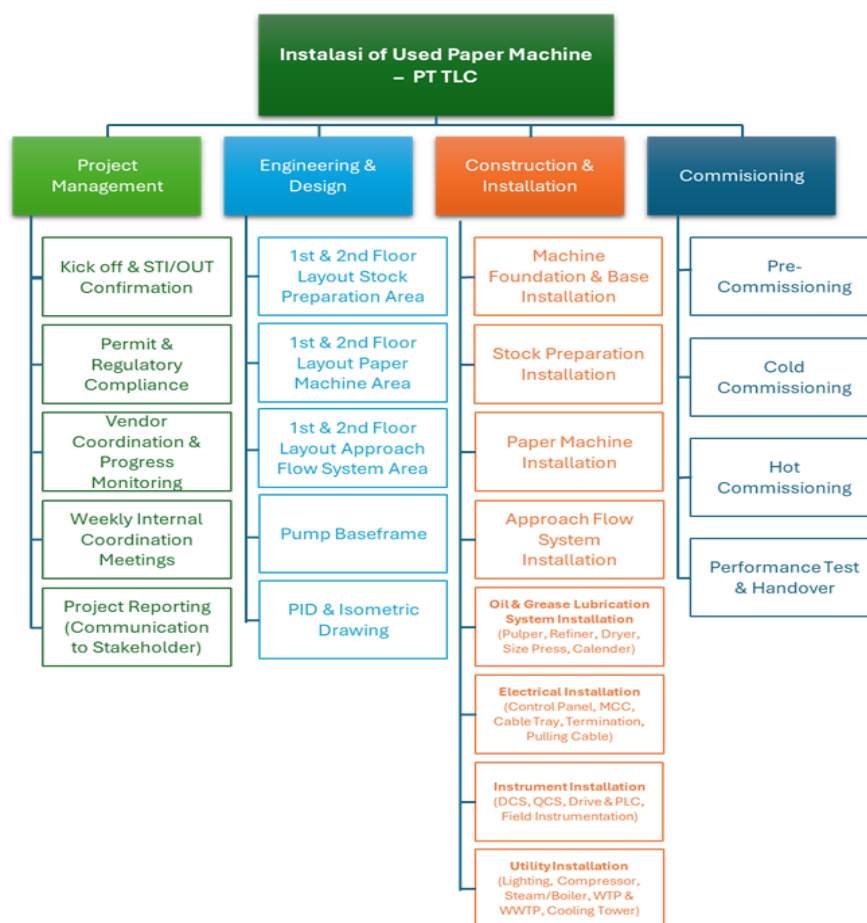 Instalasi of Used Paper Machine
– PT TLC
Project
Management
Engineering &
Design
Construction &
Installation
Commisioning
Kick off & STI/OUT
Confirmation
Permit &
Regulatory
Compliance
Vendor
Coordination &
Progress
Monitoring
Weekly Internal
Coordination
Meetings
Project Reporting
(Communication
to Stakeholder)
1st & 2nd Floor
Layout Stock
Preparation Area
1st & 2nd Floor
Layout Paper
Machine Area
1st & 2nd Floor
Layout Approach
Flow System Area
Pump Baseframe
PID & Isometric
Drawing
Machine
Foundation & Base
Installation
Stock Preparation
Installation
Paper Machine
Installation
Approach Flow
System
Installation
Oil & Grease Lubrication
System Installation
(Pulper, Refiner, Dryer,
Size Press, Calender)
Electrical Installation
(Control Panel, MCC,
Cable Tray, Termination,
Pulling Cable)
Instrument Installation
(DCS, QCS, Drive & PLC,
Field Instrumentation)
Utility Installation
(Lighting, Compressor,
Steam/Boiler, WTP &
WWTP, Cooling Tower)
Pre-
Commissioning
Cold
Commissioning
Hot
Commissioning
Performance Test
& Handover